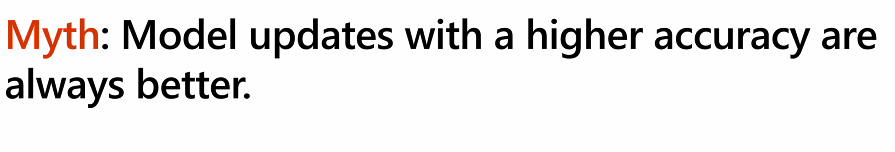 Myth: Model updates with a higher accuracy are
always better.